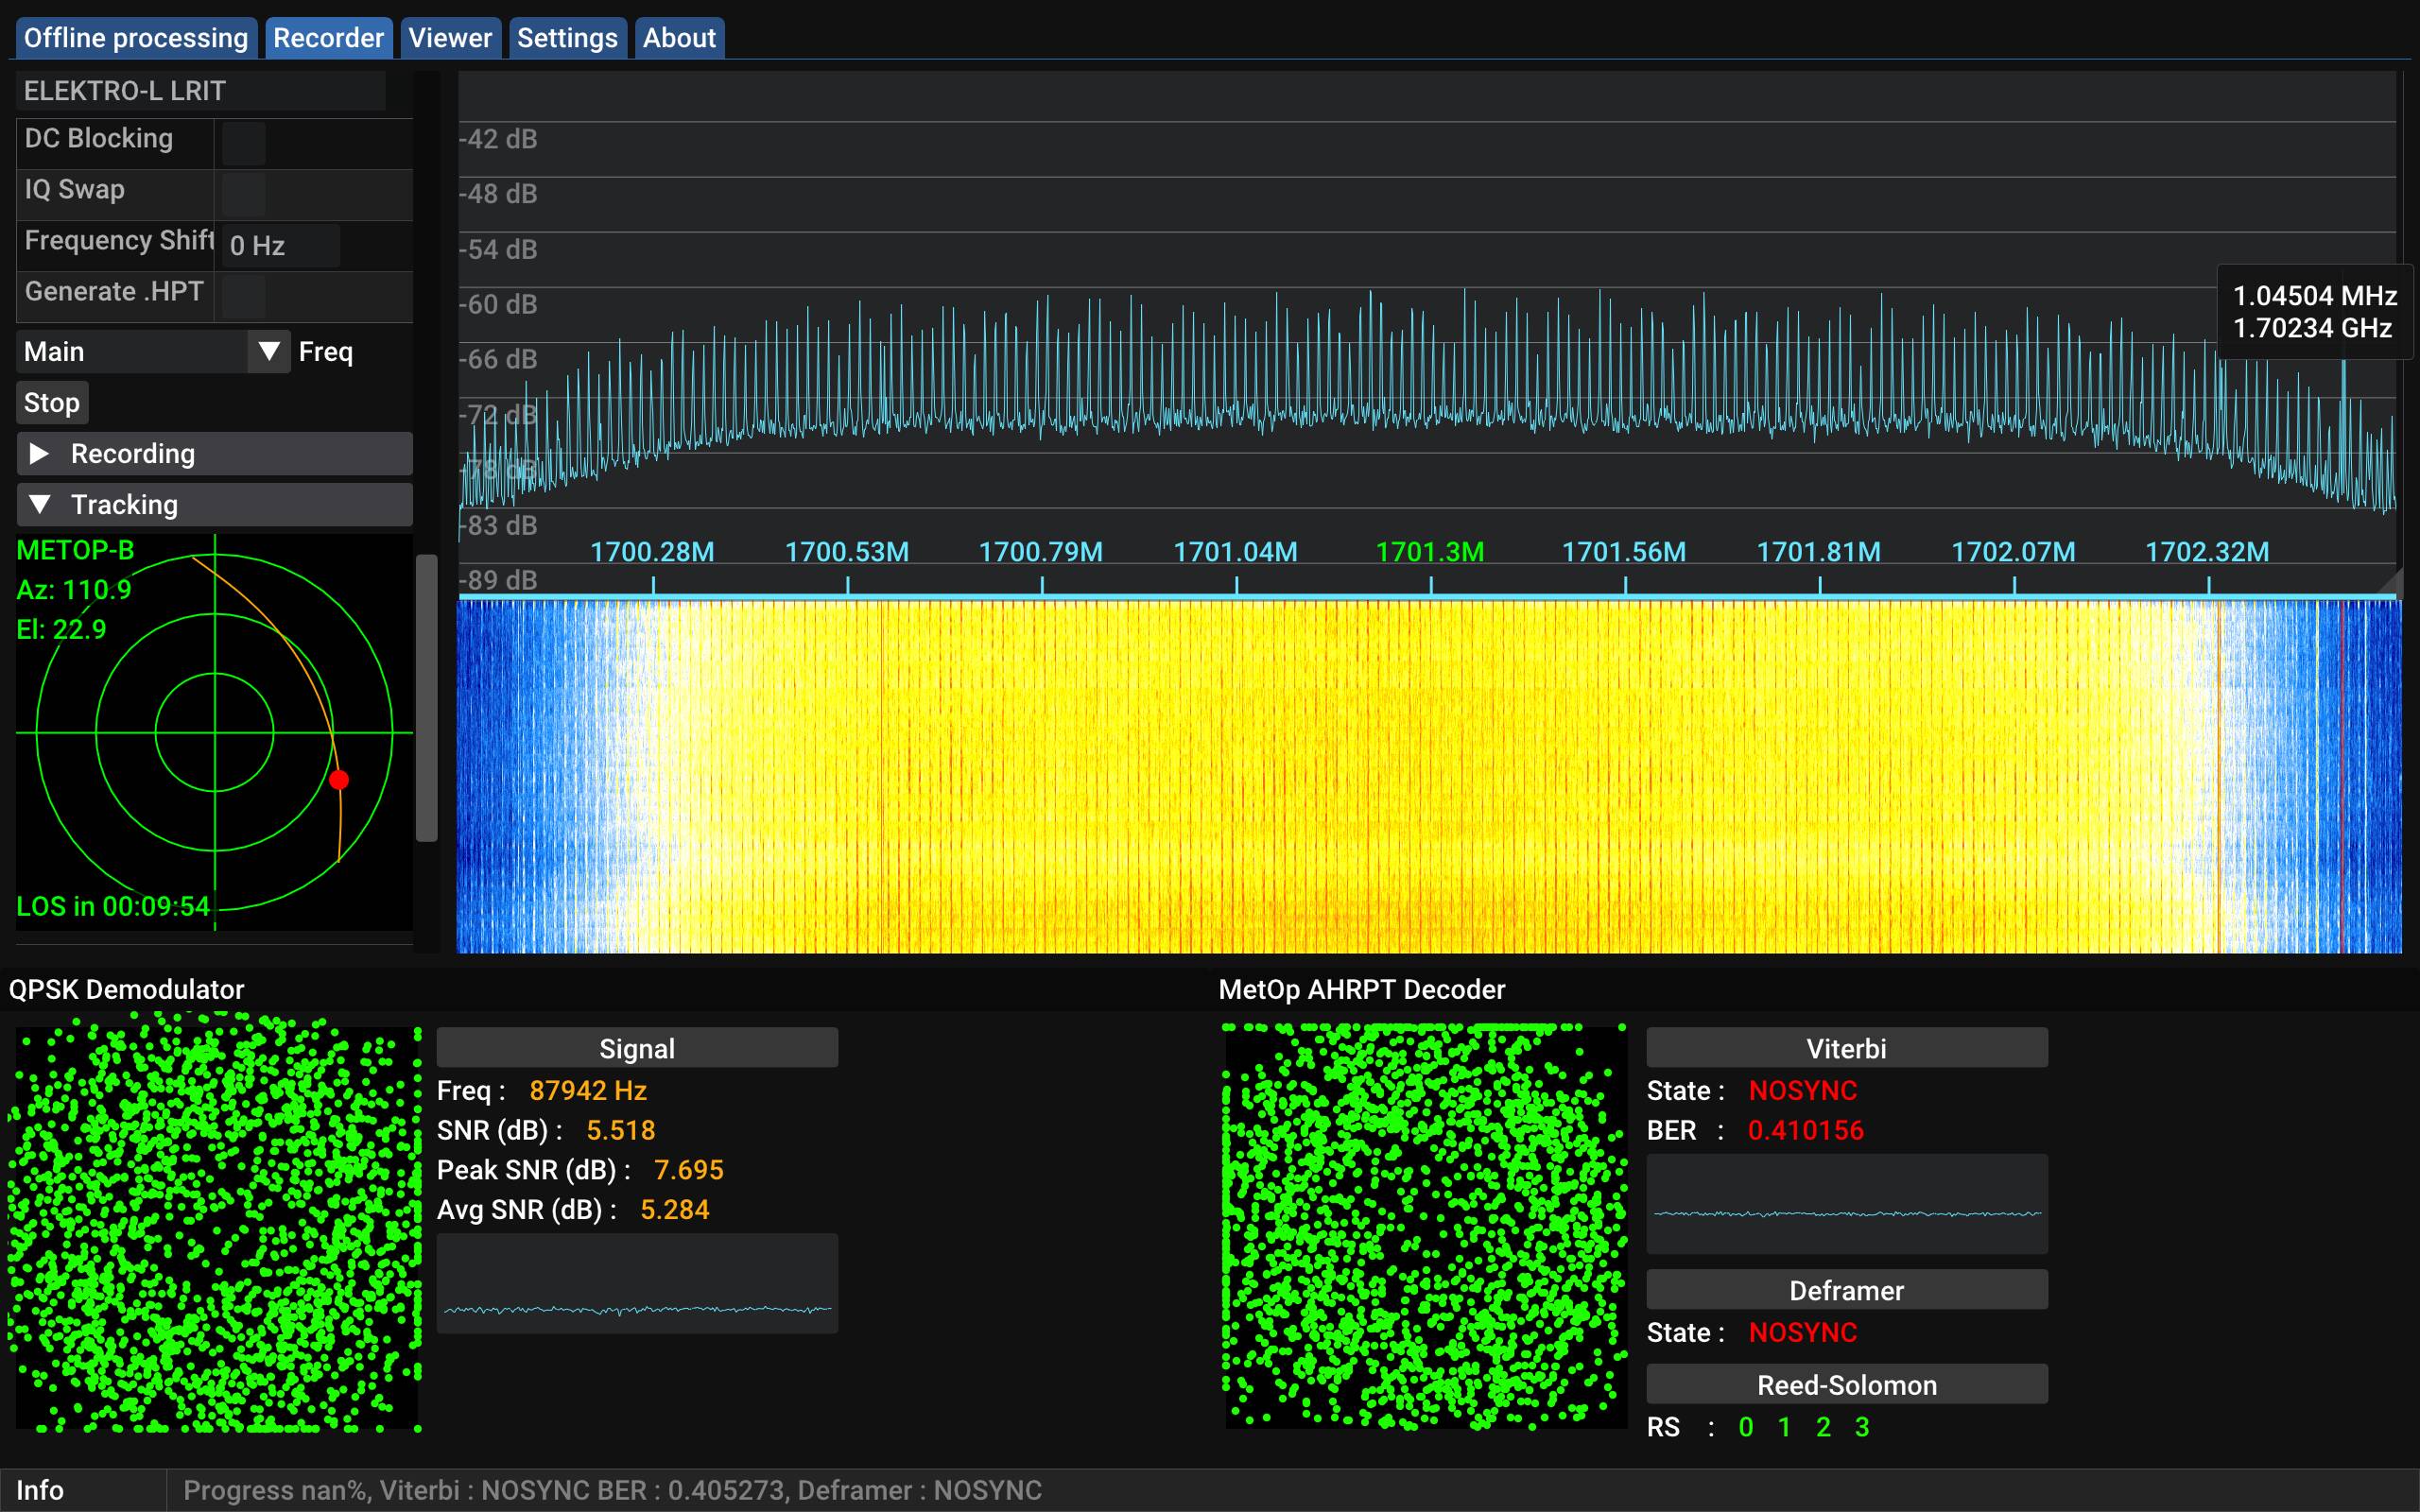 Offline processing Recorder Viewer Settings About
ELEKTRO-L LRIT
DC Blocking
IQ Swap
Frequency Shift 0 Hz
Generate .HPT
Main Freq
Stop
Recording
Tracking
METOP-B
Az: 110.9
El: 22.9
LOS in 00:09:54
-42 dB
-48 dB
-54 dB
-60 dB
-66 dB
-72 dB
-78 dB
-83 dB
-89 dB
1.04504 MHz
1.70234 GHz
1700.28M 1700.53M 1700.79M 1701.04M 1701.3M 1701.56M 1701.81M 1702.07M 1702.32M
QPSK Demodulator
Signal
Freq : 87942 Hz
SNR (dB) : 5.518
Peak SNR (dB) : 7.695
Avg SNR (dB) : 5.284
MetOp AHRPT Decoder
Viterbi
State : NOSYNC
BER : 0.410156
Deframer
State : NOSYNC
Reed-Solomon
RS : 0 1 2 3
Info Progress nan%, Viterbi : NOSYNC BER : 0.405273, Deframer : NOSYNC